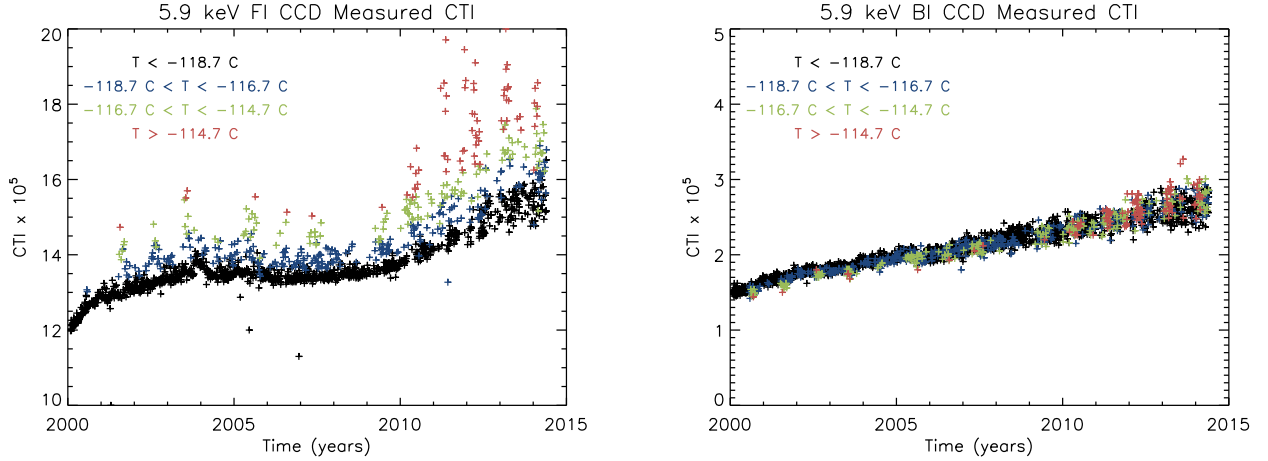 5.9 keV FI CCD Measured CTI
20
18
16
14
12
10
CTI x 10⁵
T < −118.7 C
−118.7 C < T < −116.7 C
−116.7 C < T < −114.7 C
T > −114.7 C
2000 2005 2010 2015
Time (years)
5.9 keV BI CCD Measured CTI
5
4
3
2
1
0
CTI x 10⁵
T < −118.7 C
−118.7 C < T < −116.7 C
−116.7 C < T < −114.7 C
T > −114.7 C
2000 2005 2010 2015
Time (years)